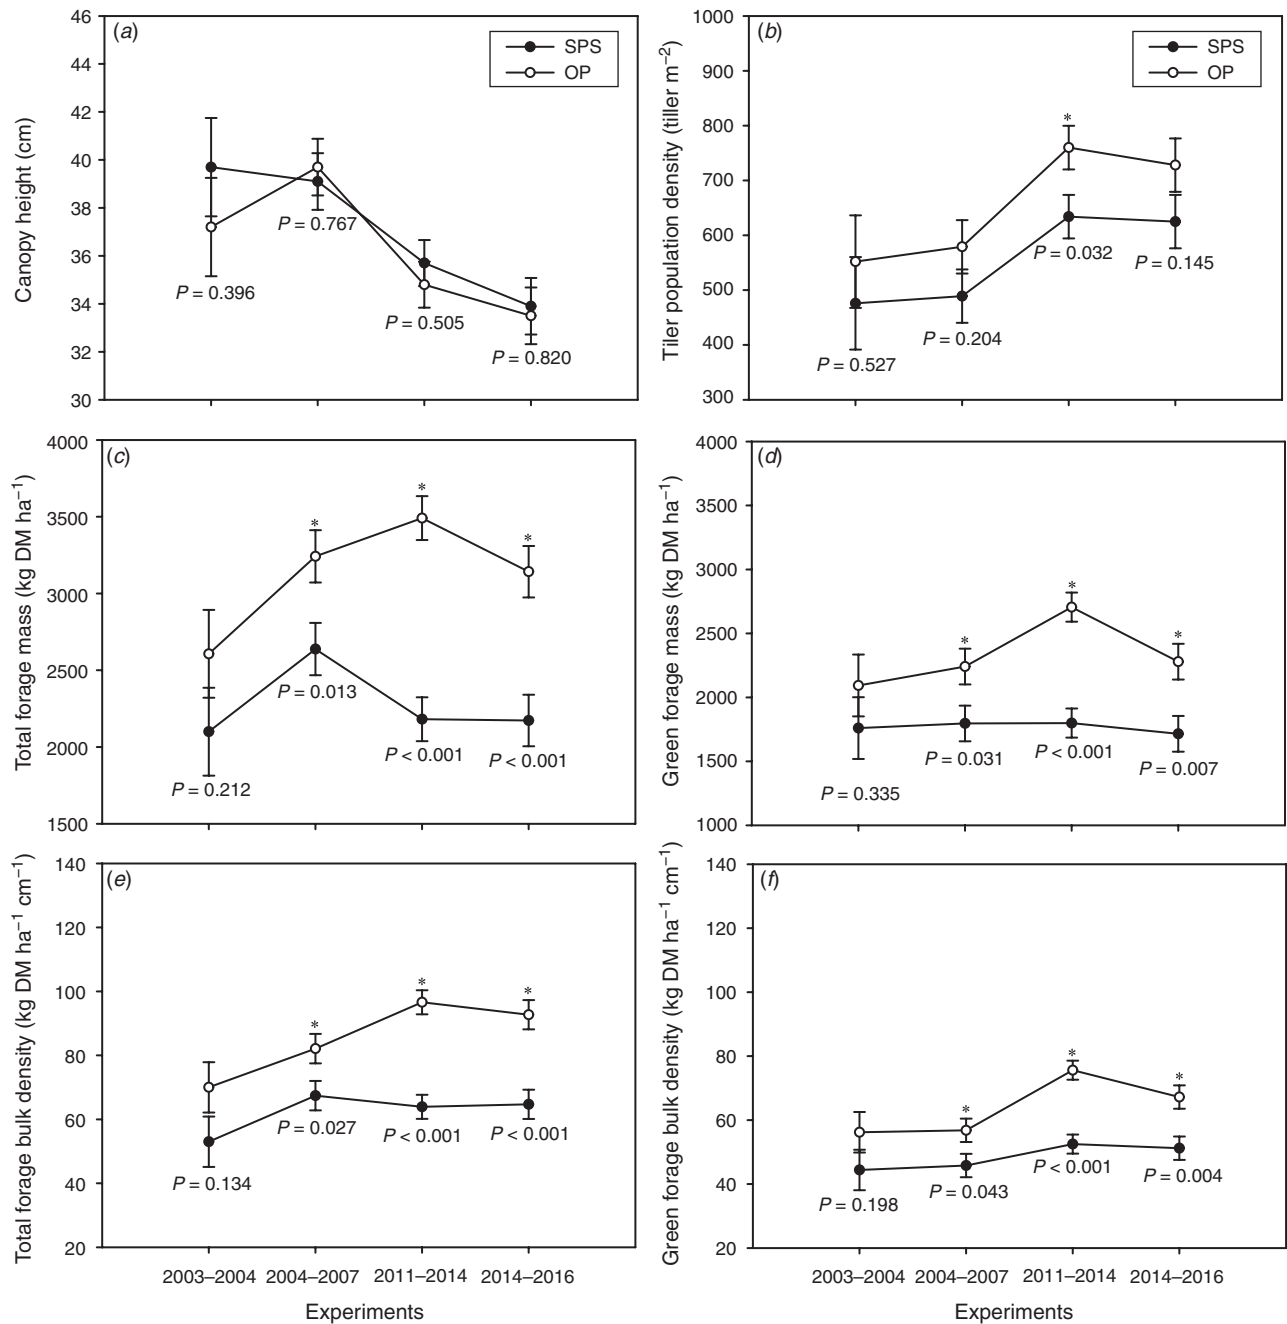 (a)
SPS
OP
Canopy height (cm)
46
44
42
40
38
36
34
32
30
P = 0.396
P = 0.767
P = 0.505
P = 0.820
(b)
SPS
OP
Tiler population density (tiller m⁻²)
1000
900
800
700
600
500
400
300
*
P = 0.527
P = 0.204
P = 0.032
P = 0.145
(c)
Total forage mass (kg DM ha⁻¹)
4000
3500
3000
2500
2000
1500
*
*
*
P = 0.212
P = 0.013
P < 0.001
P < 0.001
(d)
Green forage mass (kg DM ha⁻¹)
4000
3500
3000
2500
2000
1500
1000
*
*
*
P = 0.335
P = 0.031
P < 0.001
P = 0.007
(e)
Total forage bulk density (kg DM ha⁻¹ cm⁻¹)
140
120
100
80
60
40
20
*
*
*
P = 0.134
P = 0.027
P < 0.001
P < 0.001
2003–2004 2004–2007 2011–2014 2014–2016
Experiments
(f)
Green forage bulk density (kg DM ha⁻¹ cm⁻¹)
140
120
100
80
60
40
20
*
*
*
P = 0.198
P = 0.043
P < 0.001
P = 0.004
2003–2004 2004–2007 2011–2014 2014–2016
Experiments